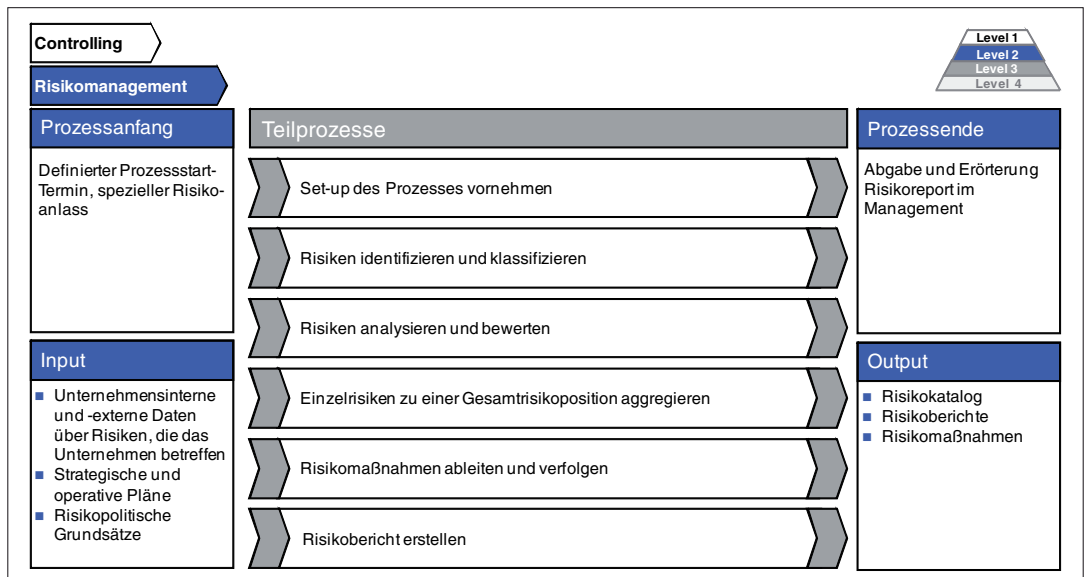 Controlling
Risikomanagement
Level 1
Level 2
Level 3
Level 4
Prozessanfang
Definierter Prozessstart-
Termin, spezieller Risiko-
anlass
Input
Unternehmensinterne
und -externe Daten
über Risiken, die das
Unternehmen betreffen
Strategische und
operative Pläne
Risikopolitische
Grundsätze
Teilprozesse
Set-up des Prozesses vornehmen
Risiken identifizieren und klassifizieren
Risiken analysieren und bewerten
Einzelrisiken zu einer Gesamtrisikoposition aggregieren
Risikomaßnahmen ableiten und verfolgen
Risikobericht erstellen
Prozessende
Abgabe und Erörterung
Risikoreport im
Management
Output
Risikokatalog
Risikoberichte
Risikomaßnahmen